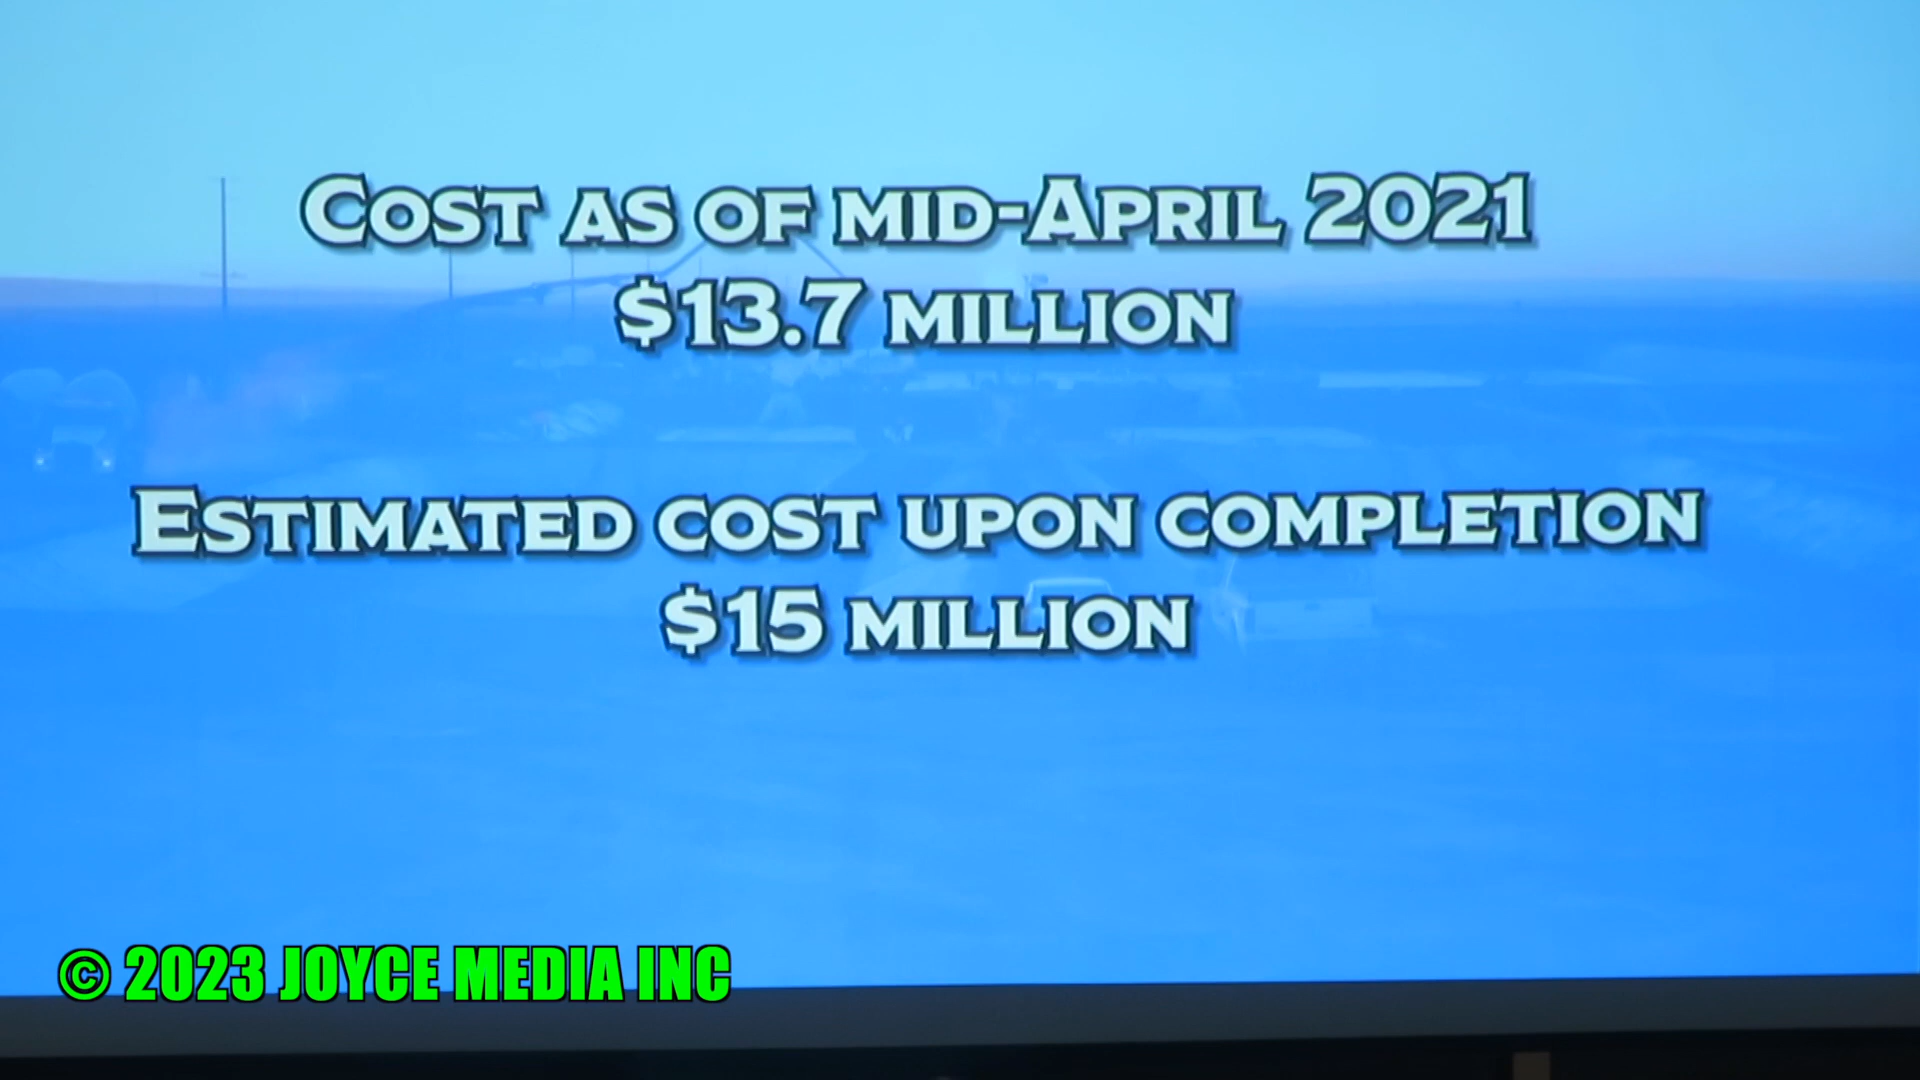 Cost as of mid-April 2021
$13.7 million
Estimated cost upon completion
$15 million
© 2023 JOYCE MEDIA INC